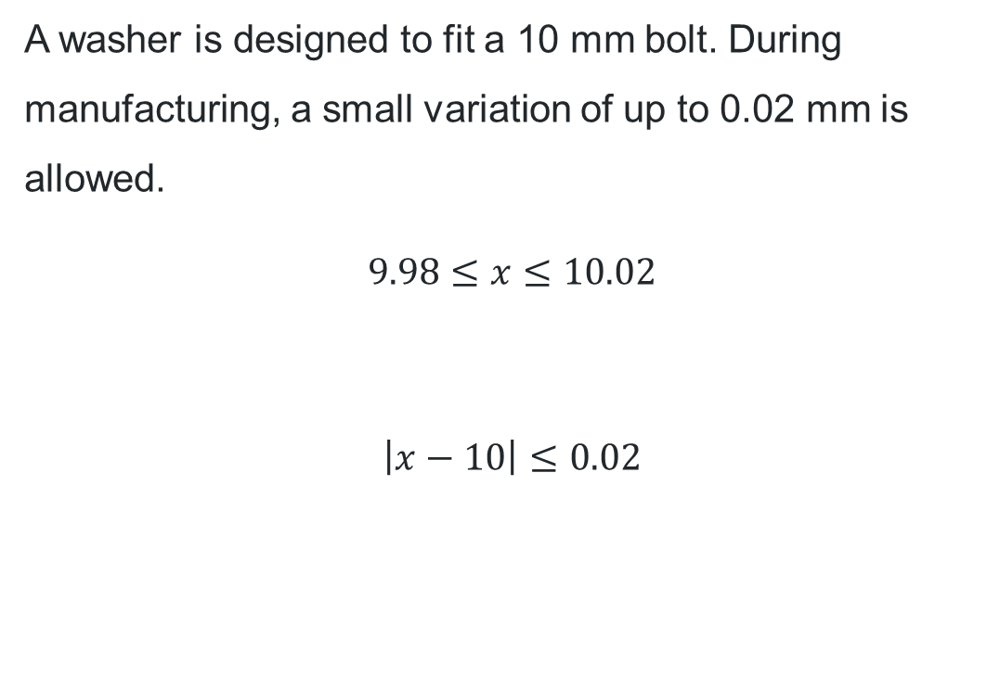 A washer is designed to fit a 10 mm bolt. During
manufacturing, a small variation of up to 0.02 mm is
allowed.
9.98 ≤ x ≤ 10.02
|x − 10| ≤ 0.02